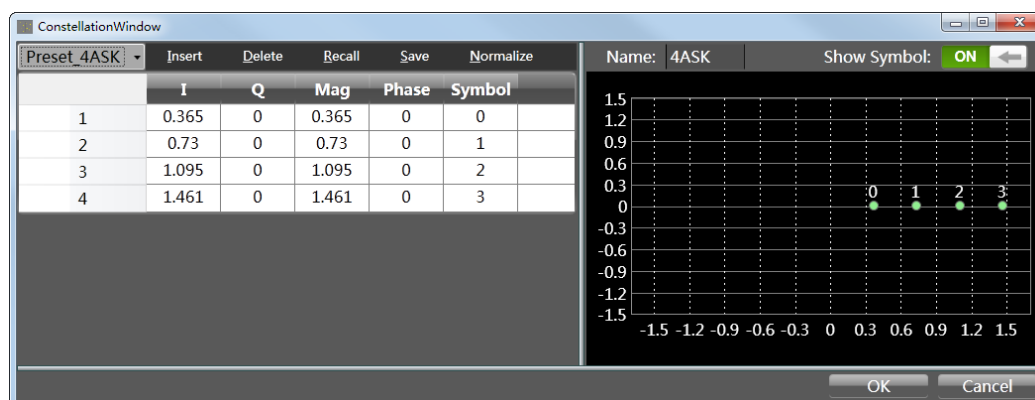 ConstellationWindow
Preset_4ASK Insert Delete Recall Save Normalize
I Q Mag Phase Symbol
1 0.365 0 0.365 0 0
2 0.73 0 0.73 0 1
3 1.095 0 1.095 0 2
4 1.461 0 1.461 0 3
Name: 4ASK Show Symbol: ON
1.5
1.2
0.9
0.6
0.3
0 1 2 3
0
-0.3
-0.6
-0.9
-1.2
-1.5
-1.5 -1.2 -0.9 -0.6 -0.3 0 0.3 0.6 0.9 1.2 1.5
OK Cancel